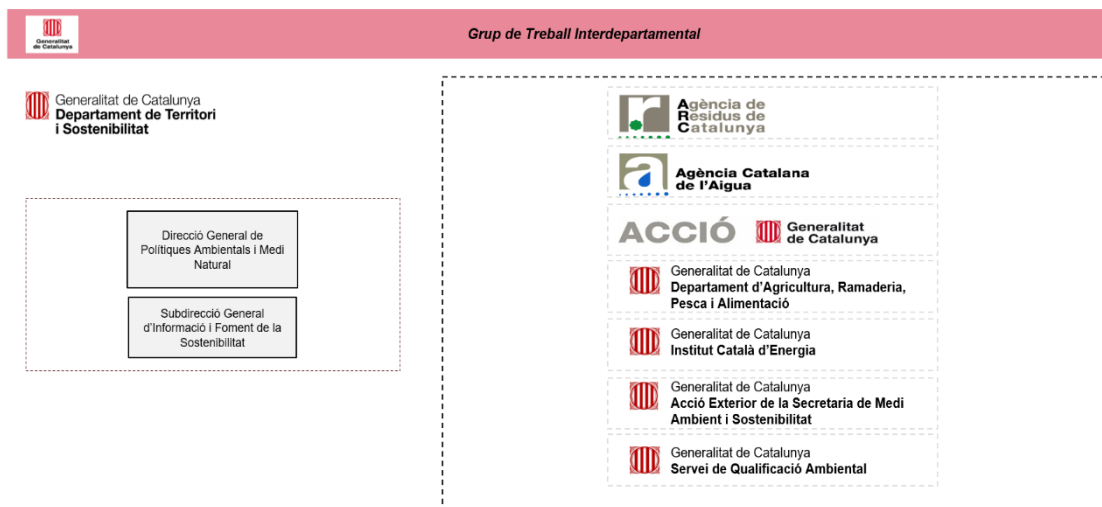 Generalitat
de Catalunya
Grup de Treball Interdepartamental
Generalitat de Catalunya
Departament de Territori
i Sostenibilitat
Direcció General de
Polítiques Ambientals i Medi
Natural
Subdirecció General
d'Informació i Foment de la
Sostenibilitat
Agència de
Residus de
Catalunya
Agència Catalana
de l'Aigua
ACCIÓ
Generalitat
de Catalunya
Generalitat de Catalunya
Departament d'Agricultura, Ramaderia,
Pesca i Alimentació
Generalitat de Catalunya
Institut Català d'Energia
Generalitat de Catalunya
Acció Exterior de la Secretaria de Medi
Ambient i Sostenibilitat
Generalitat de Catalunya
Servei de Qualificació Ambiental